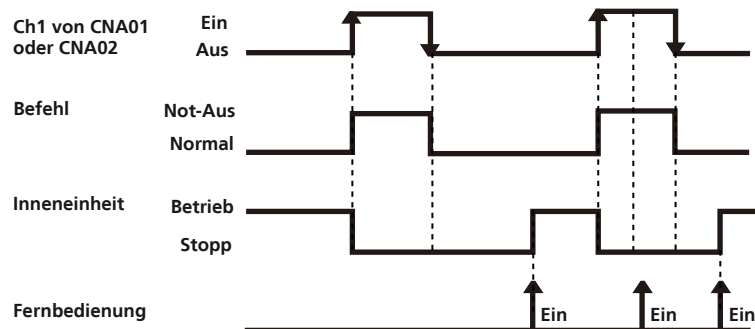 Ch1 von CNA01
oder CNA02
Ein
Aus
Befehl
Not-Aus
Normal
Inneneinheit
Betrieb
Stopp
Fernbedienung
Ein
Ein
Ein